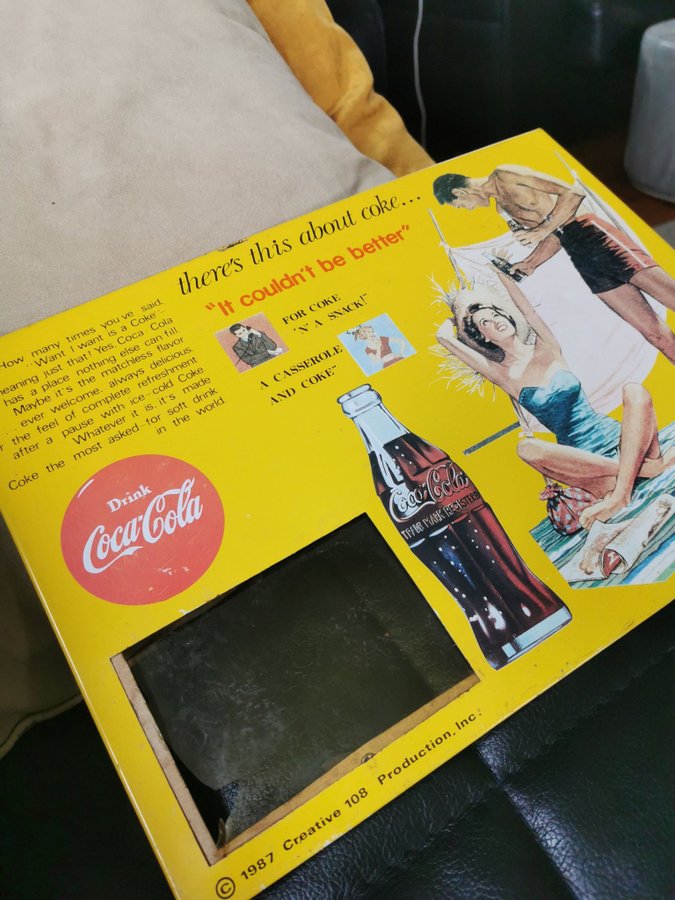 there's this about coke...
"It couldn't be better"
How many times you've said,
"Want I want is a Coke"-
meaning just that! Yes, Coca Cola
has a place nothing else can fill.
Maybe it's the matchless flavor
ever welcome, always delicious.
the feel of complete refreshment
after a pause with ice-cold Coke
Whatever it is, it's made
Coke the most asked-for soft drink
in the world.
FOR COKE
'N' A SNACK!"
A CASSEROLE
AND COKE"
Drink
Coca-Cola
Coca-Cola
TRADE MARK REGISTERED
© 1987 Creative 108 Production, Inc.